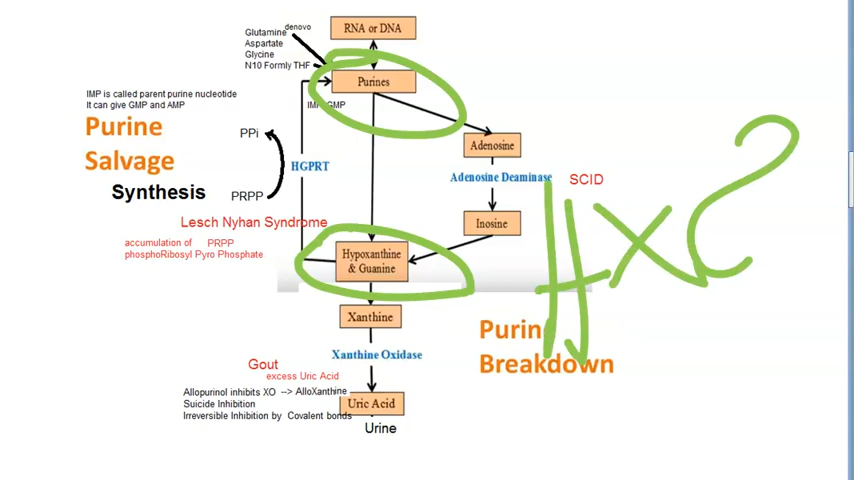 RNA or DNA
Glutamine denovo
Aspartate
Glycine
N10 Formly THF
Purines
IMP is called parent purine nucleotide
It can give GMP and AMP
IMP GMP
Purine
Salvage
Synthesis
PPi
HGPRT
PRPP
Adenosine
Adenosine Deaminase
SCID
Inosine
Lesch Nyhan Syndrome
accumulation of PRPP
phosphoRibosyl Pyro Phosphate
Hypoxanthine
& Guanine
Xanthine
Purine
Breakdown
Xanthine Oxidase
Gout
excess Uric Acid
Allopurinol inhibits XO --> AlloXanthine
Suicide Inhibition
Irreversible Inhibition by Covalent bonds
Uric Acid
Urine